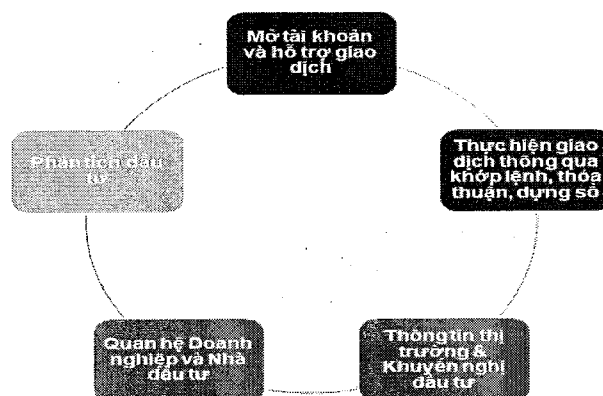 Mở tài khoản
và hỗ trợ giao
dịch
Thực hiện giao
dịch thông qua
khớp lệnh, thỏa
thuận, dựng sổ
Thông tin thị
trường &
Khuyến nghị
đầu tư
Quan hệ Doanh
nghiệp và Nhà
đầu tư
Phân tích đầu
tư